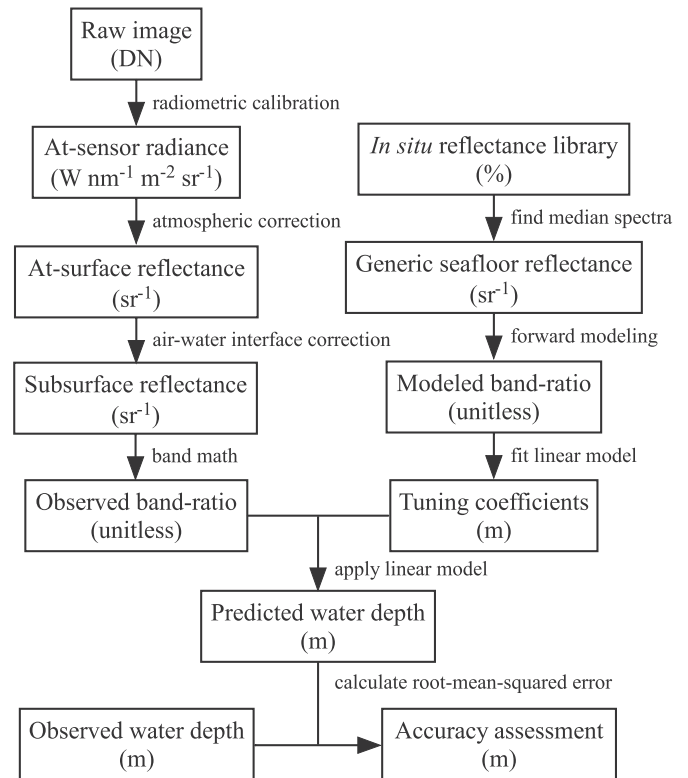 Raw image
(DN)
radiometric calibration
At-sensor radiance
(W nm⁻¹ m⁻² sr⁻¹)
In situ reflectance library
(%)
atmospheric correction
find median spectra
At-surface reflectance
(sr⁻¹)
Generic seafloor reflectance
(sr⁻¹)
air-water interface correction
forward modeling
Subsurface reflectance
(sr⁻¹)
Modeled band-ratio
(unitless)
band math
fit linear model
Observed band-ratio
(unitless)
Tuning coefficients
(m)
apply linear model
Predicted water depth
(m)
calculate root-mean-squared error
Observed water depth
(m)
Accuracy assessment
(m)